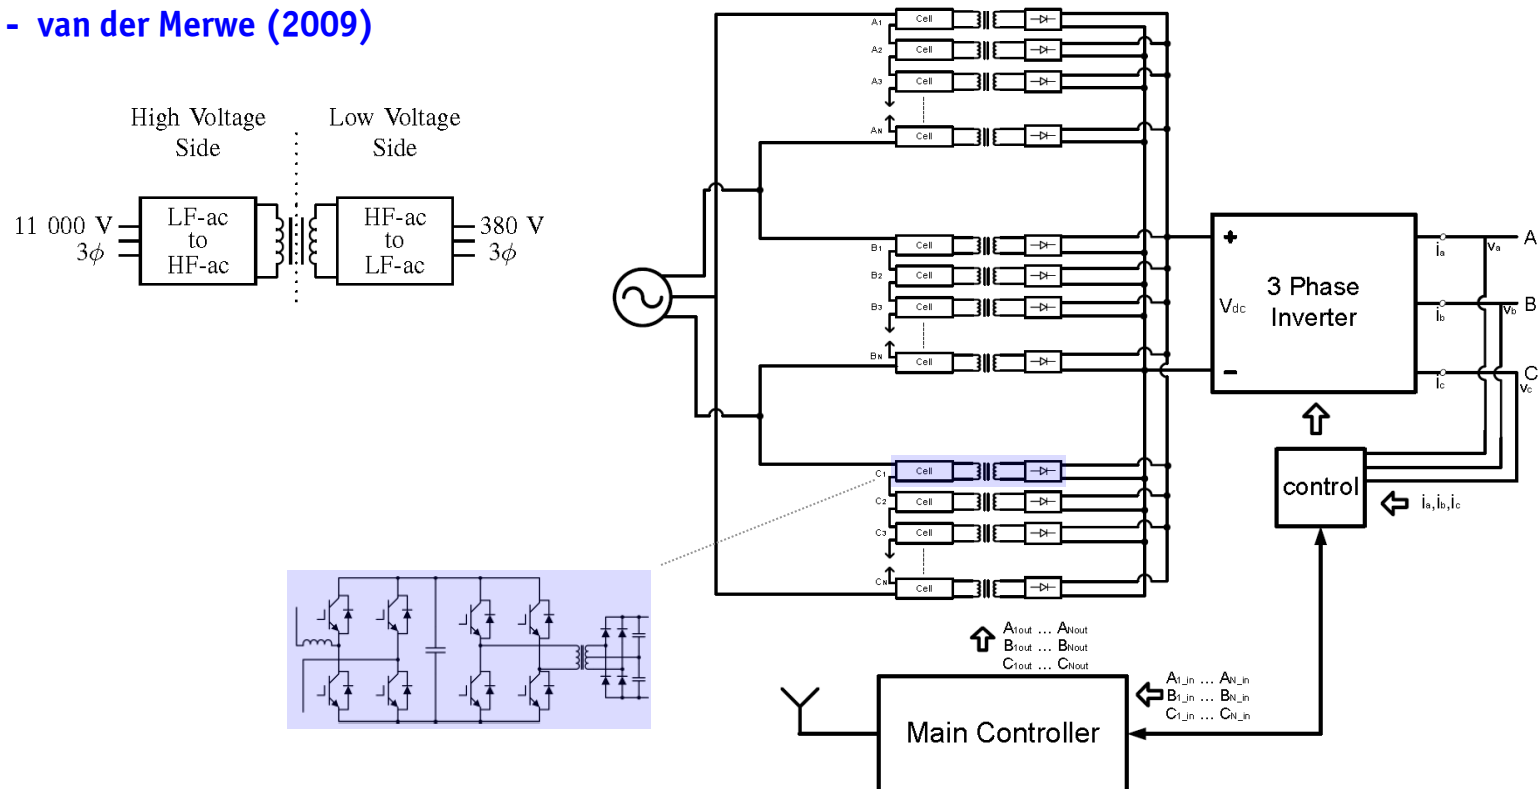 - van der Merwe (2009)
High Voltage
Side
Low Voltage
Side
11 000 V
3ϕ
LF-ac
to
HF-ac
HF-ac
to
LF-ac
380 V
3ϕ
A1
Cell
A2
Cell
A3
Cell
AN
Cell
B1
Cell
B2
Cell
B3
Cell
BN
Cell
C1
Cell
C2
Cell
C3
Cell
CN
Cell
+
Vdc
−
3 Phase
Inverter
ia
va
A
ib
vb
B
ic
vc
C
control
ia,ib,ic
A1out ... ANout
B1out ... BNout
C1out ... CNout
A1_in ... AN_in
B1_in ... BN_in
C1_in ... CN_in
Main Controller